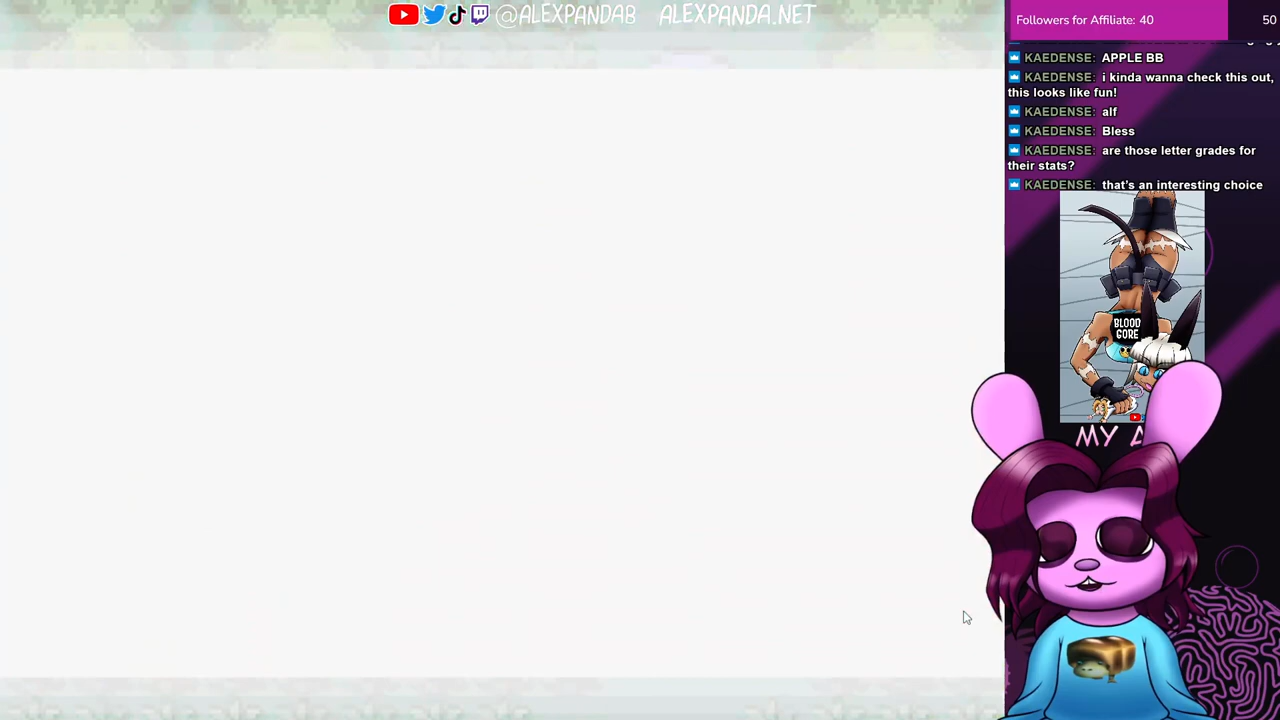 @ALEXPANDA8 ALEXPANDA.NET
Followers for Affiliate: 40 50
KAEDENSE: APPLE BB
KAEDENSE: i kinda wanna check this out,
this looks like fun!
KAEDENSE: alf
KAEDENSE: Bless
KAEDENSE: are those letter grades for
their stats?
KAEDENSE: that's an interesting choice
BLOOD
GORE
MY